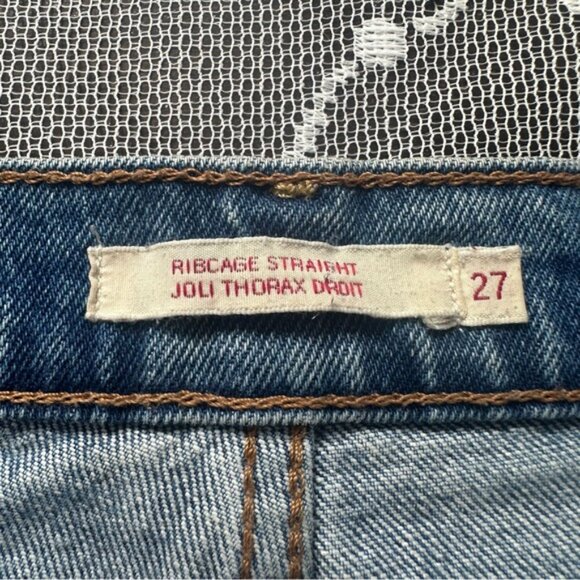 RIBCAGE STRAIGHT
JOLI THORAX DROIT
27